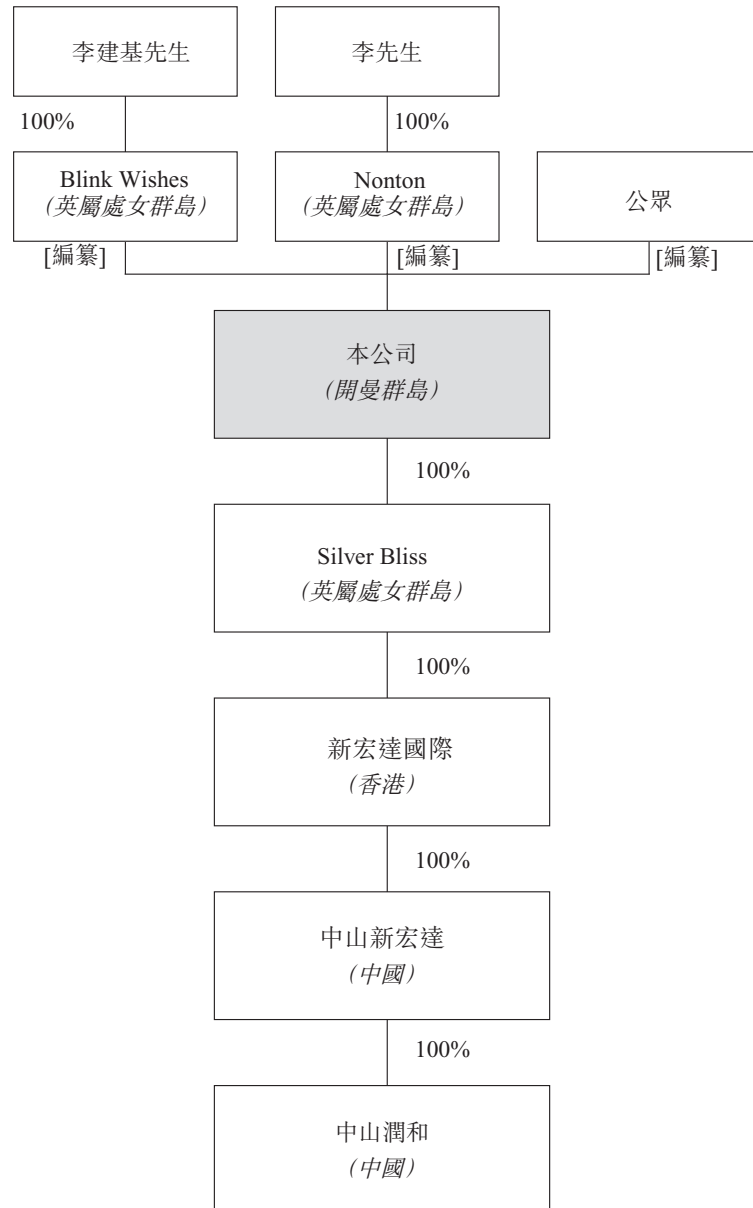 李建基先生
李先生
100%
100%
Blink Wishes
(英屬處女群島)
Nonton
(英屬處女群島)
公眾
[編纂]
[編纂]
[編纂]
本公司
(開曼群島)
100%
Silver Bliss
(英屬處女群島)
100%
新宏達國際
(香港)
100%
中山新宏達
(中國)
100%
中山潤和
(中國)